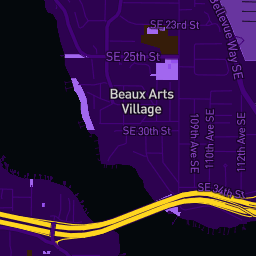 SE 23rd St
Bellevue Way SE
SE 25th St
Beaux Arts
Village
SE 30th St
109th Ave SE
110th Ave SE
112th Ave SE
SE 34th St